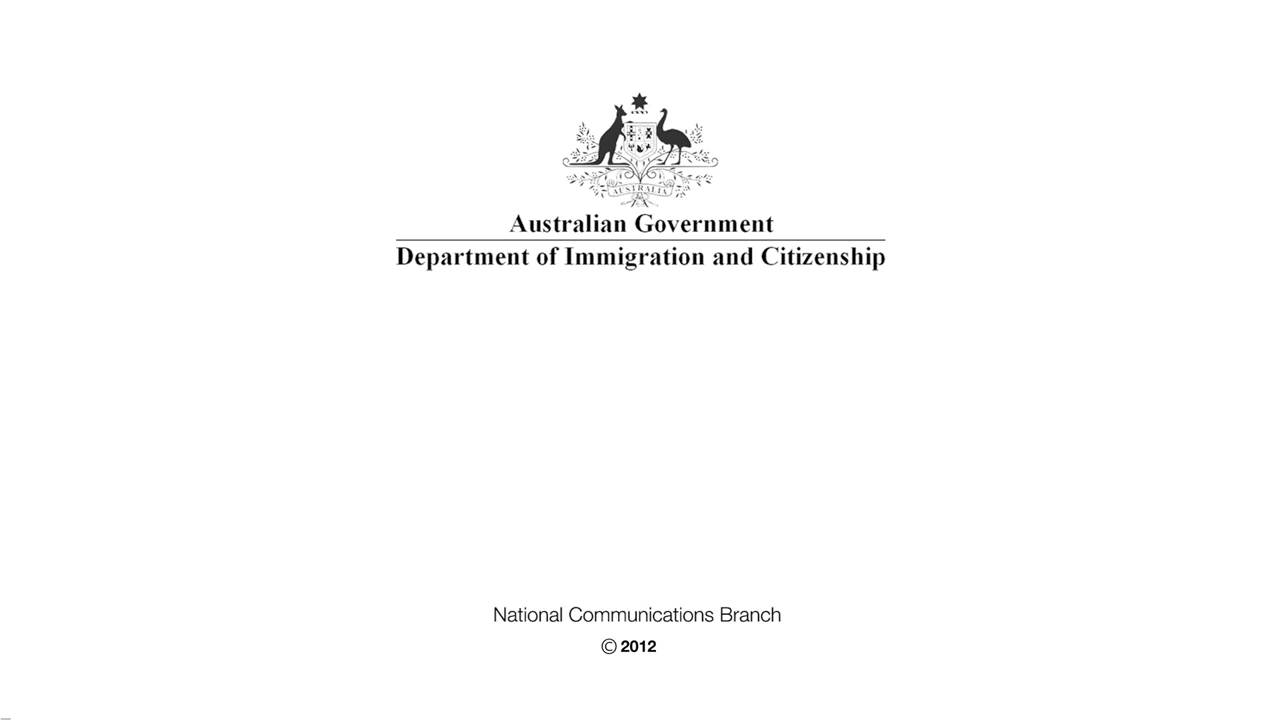 AUSTRALIA
Australian Government
Department of Immigration and Citizenship
National Communications Branch
© 2012